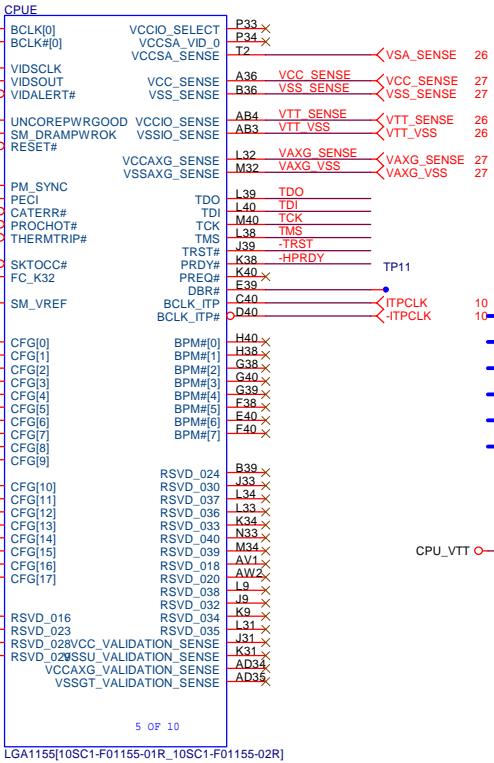 CPUE
BCLK[0] VCCIO_SELECT P33
BCLK#[0] VCCSA_VID_0 P34
VCCSA_SENSE T2 VSA_SENSE 26
VIDSCLK
VIDSOUT VCC_SENSE A36 VCC_SENSE VCC_SENSE 27
VIDALERT# VSS_SENSE B36 VSS_SENSE VSS_SENSE 27
UNCOREPWRGOOD VCCIO_SENSE AB4 VTT_SENSE VTT_SENSE 26
SM_DRAMPWROK VSSIO_SENSE AB3 VTT_VSS VTT_VSS 26
RESET#
VCCAXG_SENSE L32 VAXG_SENSE VAXG_SENSE 27
VSSAXG_SENSE M32 VAXG_VSS VAXG_VSS 27
PM_SYNC
PECI TDO L39 TDO
CATERR# TDI L40 TDI
PROCHOT# TCK M40 TCK
THERMTRIP# TMS L38 TMS
TRST# J39 -TRST
SKTOCC# PRDY# K38 -HPRDY
FC_K32 PREQ# K40 TP11
DBR# E39
SM_VREF BCLK_ITP C40 ITPCLK 10
BCLK_ITP# D40 -ITPCLK 10
CFG[0] BPM#[0] H40
CFG[1] BPM#[1] H38
CFG[2] BPM#[2] G38
CFG[3] BPM#[3] G40
CFG[4] BPM#[4] G39
CFG[5] BPM#[5] F38
CFG[6] BPM#[6] E40
CFG[7] BPM#[7] F40
CFG[8]
CFG[9]
RSVD_024 B39
CFG[10] RSVD_030 J33
CFG[11] RSVD_037 L34
CFG[12] RSVD_036 L33
CFG[13] RSVD_033 K34
CFG[14] RSVD_040 N33
CFG[15] RSVD_039 M34 CPU_VTT
CFG[16] RSVD_018 AV1
CFG[17] RSVD_020 AW2
RSVD_038 L9
RSVD_032 J9
RSVD_016 RSVD_034 K9
RSVD_023 RSVD_035 L31
RSVD_028 VCC_VALIDATION_SENSE J31
RSVD_029 VSSU_VALIDATION_SENSE K31
VCCAXG_VALIDATION_SENSE AD34
VSSGT_VALIDATION_SENSE AD35
5 OF 10
LGA1155[10SC1-F01155-01R_10SC1-F01155-02R]